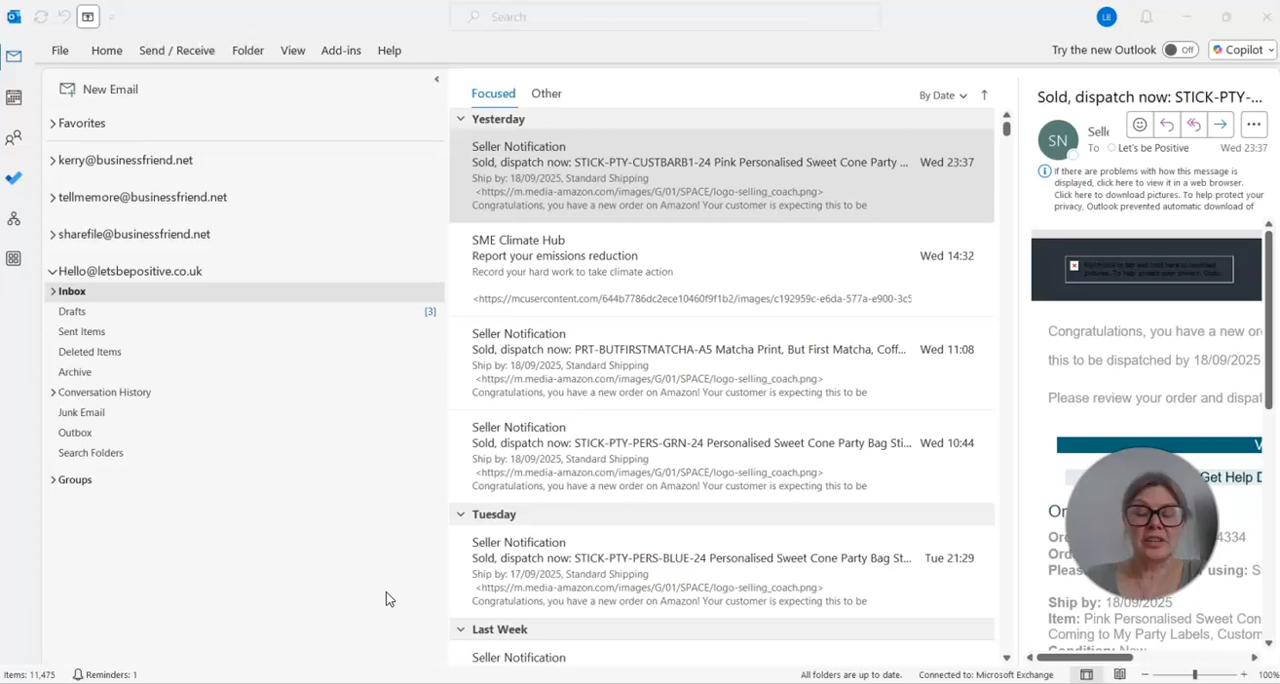 Search
LE
File Home Send / Receive Folder View Add-ins Help
Try the new Outlook Off Copilot
New Email
Favorites
kerry@businessfriend.net
tellmemore@businessfriend.net
sharefile@businessfriend.net
Hello@letsbepositive.co.uk
Inbox
Drafts [3]
Sent Items
Deleted Items
Archive
Conversation History
Junk Email
Outbox
Search Folders
Groups
Focused Other By Date
Yesterday
Seller Notification
Sold, dispatch now: STICK-PTY-CUSTBARB1-24 Pink Personalised Sweet Cone Party ... Wed 23:37
Ship by: 18/09/2025, Standard Shipping
<https://m.media-amazon.com/images/G/01/SPACE/logo-selling_coach.png>
Congratulations, you have a new order on Amazon! Your customer is expecting this to be
SME Climate Hub
Report your emissions reduction Wed 14:32
Record your hard work to take climate action
<https://mcusercontent.com/644b7786dc2ece10460f9f1b2/images/c192959c-e6da-577a-e900-3c5
Seller Notification
Sold, dispatch now: PRT-BUTFIRSTMATCHA-A5 Matcha Print, But First Matcha, Coff... Wed 11:08
Ship by: 18/09/2025, Standard Shipping
<https://m.media-amazon.com/images/G/01/SPACE/logo-selling_coach.png>
Congratulations, you have a new order on Amazon! Your customer is expecting this to be
Seller Notification
Sold, dispatch now: STICK-PTY-PERS-GRN-24 Personalised Sweet Cone Party Bag Sti... Wed 10:44
Ship by: 18/09/2025, Standard Shipping
<https://m.media-amazon.com/images/G/01/SPACE/logo-selling_coach.png>
Congratulations, you have a new order on Amazon! Your customer is expecting this to be
Tuesday
Seller Notification
Sold, dispatch now: STICK-PTY-PERS-BLUE-24 Personalised Sweet Cone Party Bag St... Tue 21:29
Ship by: 17/09/2025, Standard Shipping
<https://m.media-amazon.com/images/G/01/SPACE/logo-selling_coach.png>
Congratulations, you have a new order on Amazon! Your customer is expecting this to be
Last Week
Seller Notification
Sold, dispatch now: STICK-PTY-...
SN Selle
To Let's be Positive Wed 23:37
If there are problems with how this message is
displayed, click here to view it in a web browser.
Click here to download pictures. To help protect your
privacy, Outlook prevented automatic download of
Congratulations, you have a new or
this to be dispatched by 18/09/2025
Please review your order and dispat
V
Get Help D
Or
Ord 4334
Ord
Pleas using: S
Ship by: 18/09/2025
Item: Pink Personalised Sweet Con
Coming to My Party Labels, Custom
Condition: New
Items: 11,475 Reminders: 1 All folders are up to date. Connected to: Microsoft Exchange 100%